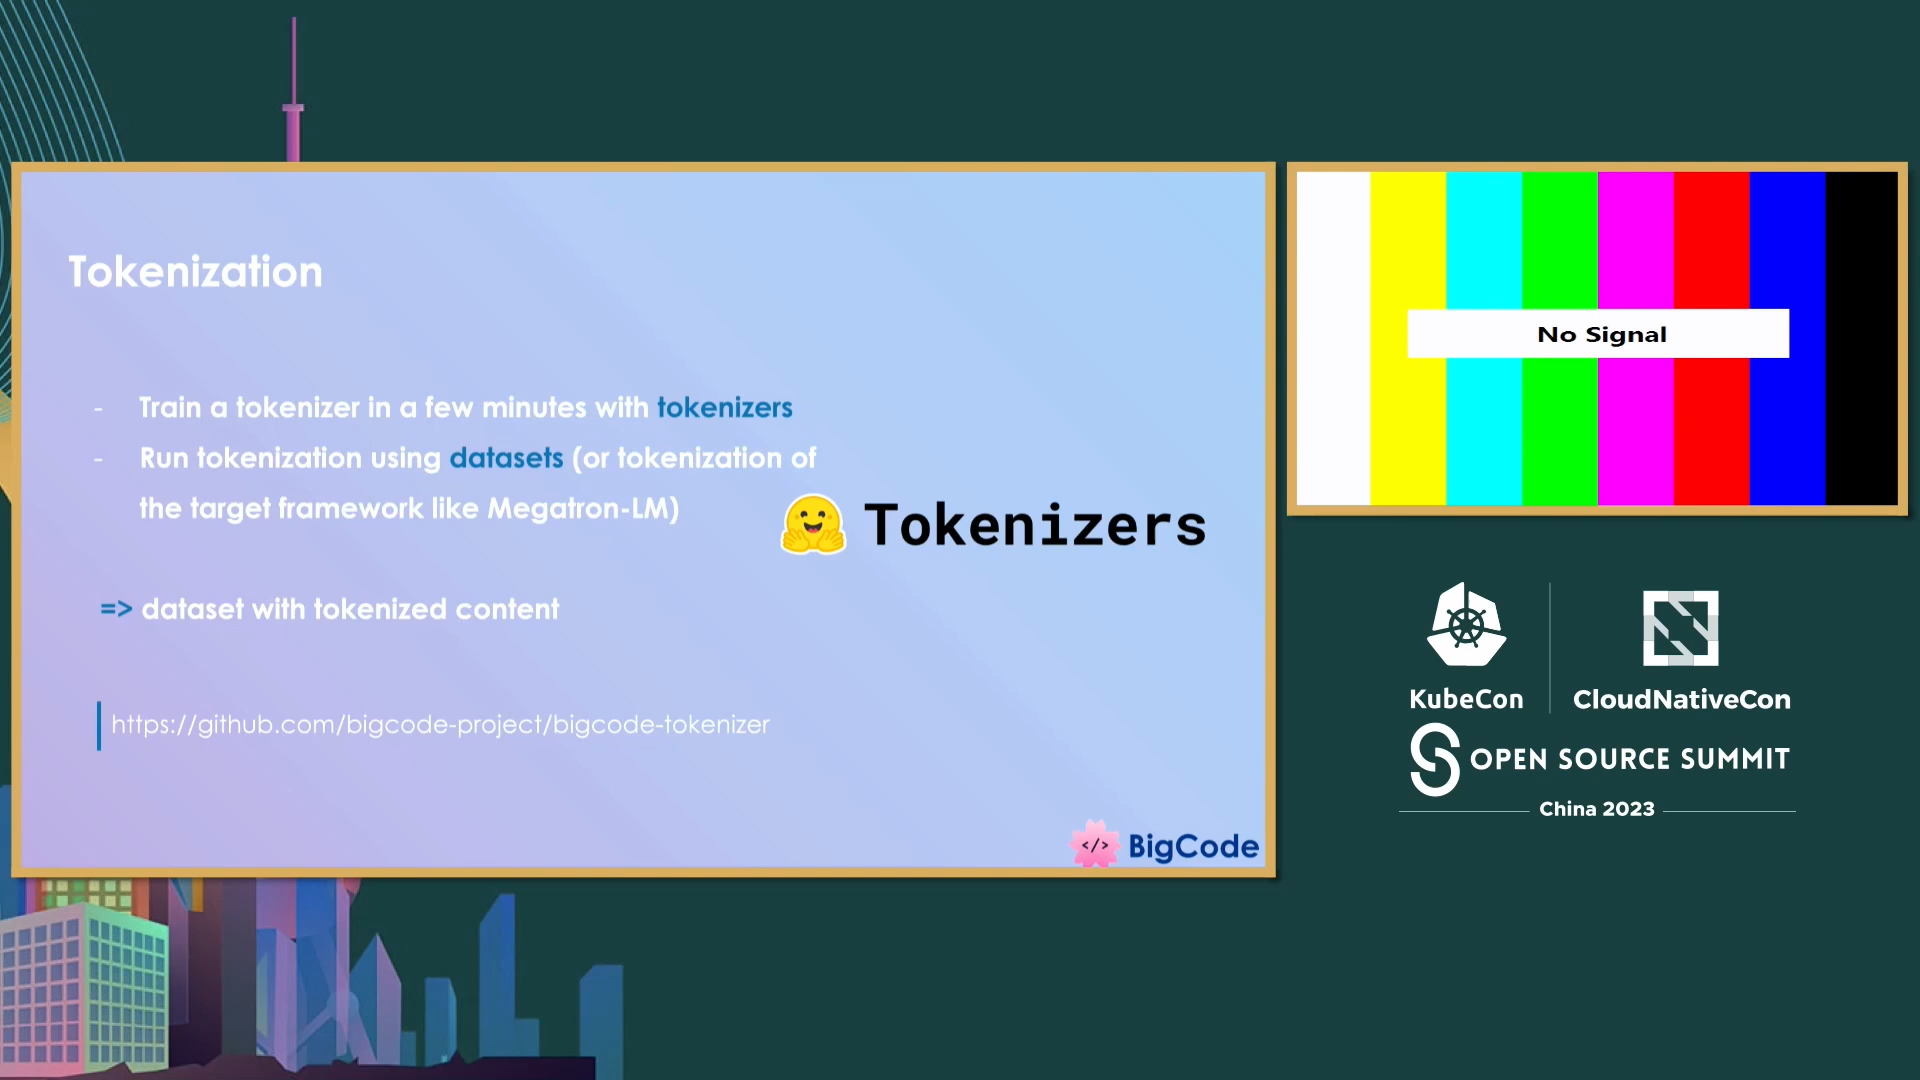 Tokenization
- Train a tokenizer in a few minutes with tokenizers
- Run tokenization using datasets (or tokenization of
the target framework like Megatron-LM)
=> dataset with tokenized content
https://github.com/bigcode-project/bigcode-tokenizer
Tokenizers
</> BigCode
No Signal
KubeCon
CloudNativeCon
OPEN SOURCE SUMMIT
China 2023